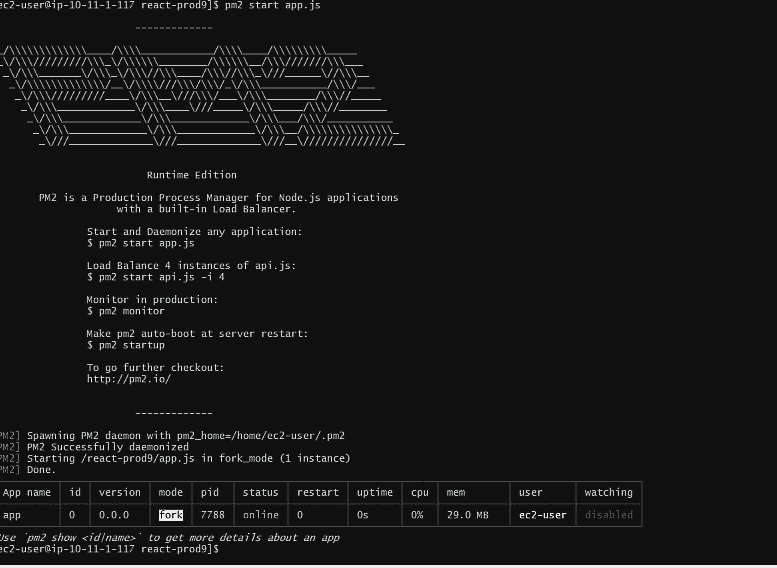 ec2-user@ip-10-11-1-117 react-prod9]$ pm2 start app.js
-------------
Runtime Edition
PM2 is a Production Process Manager for Node.js applications
with a built-in Load Balancer.
Start and Daemonize any application:
$ pm2 start app.js
Load Balance 4 instances of api.js:
$ pm2 start api.js -i 4
Monitor in production:
$ pm2 monitor
Make pm2 auto-boot at server restart:
$ pm2 startup
To go further checkout:
http://pm2.io/
-------------
PM2] Spawning PM2 daemon with pm2_home=/home/ec2-user/.pm2
PM2] PM2 Successfully daemonized
PM2] Starting /react-prod9/app.js in fork_mode (1 instance)
PM2] Done.
App name id version mode pid status restart uptime cpu mem user watching
app 0 0.0.0 fork 7788 online 0 0s 0% 29.0 MB ec2-user disabled
Use `pm2 show <id|name>` to get more details about an app
ec2-user@ip-10-11-1-117 react-prod9]$